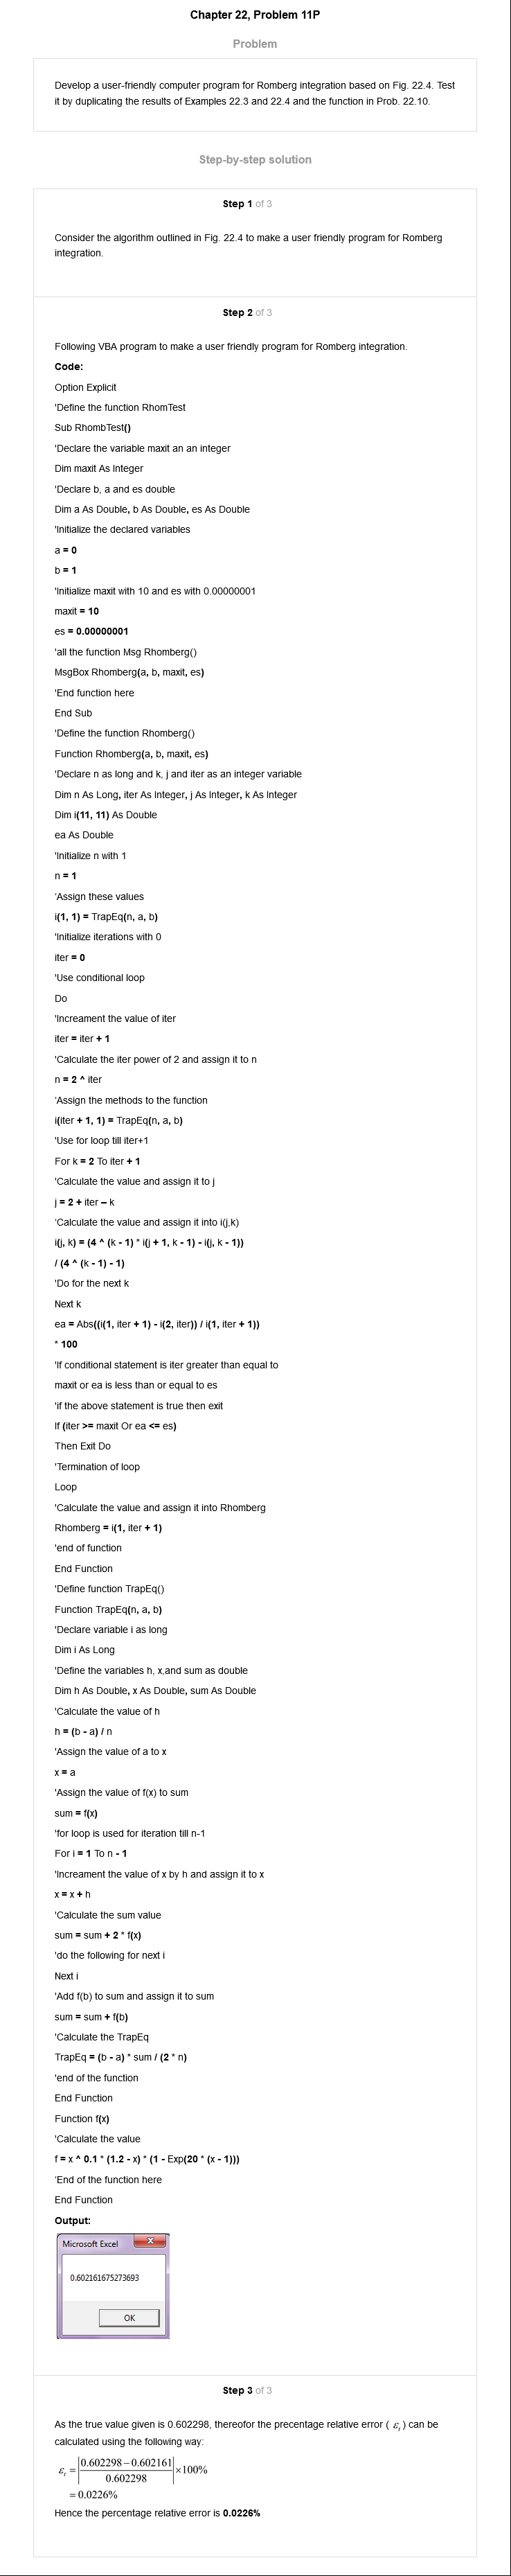 Chapter 22, Problem 11P
Problem
Develop a user-friendly computer program for Romberg integration based on Fig. 22.4. Test
it by duplicating the results of Examples 22.3 and 22.4 and the function in Prob. 22.10.
Step-by-step solution
Step 1 of 3
Consider the algorithm outlined in Fig. 22.4 to make a user friendly program for Romberg
integration.
Step 2 of 3
Following VBA program to make a user friendly program for Romberg integration.
Code:
Option Explicit
'Define the function RhomTest
Sub RhombTest()
'Declare the variable maxit an an integer
Dim maxit As Integer
'Declare b, a and es double
Dim a As Double, b As Double, es As Double
'Initialize the declared variables
a = 0
b = 1
'Initialize maxit with 10 and es with 0.00000001
maxit = 10
es = 0.00000001
'all the function Msg Rhomberg()
MsgBox Rhomberg(a, b, maxit, es)
'End function here
End Sub
'Define the function Rhomberg()
Function Rhomberg(a, b, maxit, es)
'Declare n as long and k, j and iter as an integer variable
Dim n As Long, iter As Integer, j As Integer, k As Integer
Dim i(11, 11) As Double
ea As Double
'Initialize n with 1
n = 1
'Assign these values
i(1, 1) = TrapEq(n, a, b)
'Initialize iterations with 0
iter = 0
'Use conditional loop
Do
'Increament the value of iter
iter = iter + 1
'Calculate the iter power of 2 and assign it to n
n = 2 ^ iter
'Assign the methods to the function
i(iter + 1, 1) = TrapEq(n, a, b)
'Use for loop till iter+1
For k = 2 To iter + 1
'Calculate the value and assign it to j
j = 2 + iter – k
'Calculate the value and assign it into i(j,k)
i(j, k) = (4 ^ (k - 1) * i(j + 1, k - 1) - i(j, k - 1))
/ (4 ^ (k - 1) - 1)
'Do for the next k
Next k
ea = Abs((i(1, iter + 1) - i(2, iter)) / i(1, iter + 1))
* 100
'If conditional statement is iter greater than equal to
maxit or ea is less than or equal to es
'if the above statement is true then exit
If (iter >= maxit Or ea <= es)
Then Exit Do
'Termination of loop
Loop
'Calculate the value and assign it into Rhomberg
Rhomberg = i(1, iter + 1)
'end of function
End Function
'Define function TrapEq()
Function TrapEq(n, a, b)
'Declare variable i as long
Dim i As Long
'Define the variables h, x,and sum as double
Dim h As Double, x As Double, sum As Double
'Calculate the value of h
h = (b - a) / n
'Assign the value of a to x
x = a
'Assign the value of f(x) to sum
sum = f(x)
'for loop is used for iteration till n-1
For i = 1 To n - 1
'Increament the value of x by h and assign it to x
x = x + h
'Calculate the sum value
sum = sum + 2 * f(x)
'do the following for next i
Next i
'Add f(b) to sum and assign it to sum
sum = sum + f(b)
'Calculate the TrapEq
TrapEq = (b - a) * sum / (2 * n)
'end of the function
End Function
Function f(x)
'Calculate the value
f = x ^ 0.1 * (1.2 - x) * (1 - Exp(20 * (x - 1)))
'End of the function here
End Function
Output:
Microsoft Excel
0.602161675273693
OK
Step 3 of 3
As the true value given is 0.602298, thereofor the precentage relative error ( εt ) can be
calculated using the following way:
εt = |0.602298 – 0.602161 / 0.602298| × 100%
= 0.0226%
Hence the percentage relative error is 0.0226%